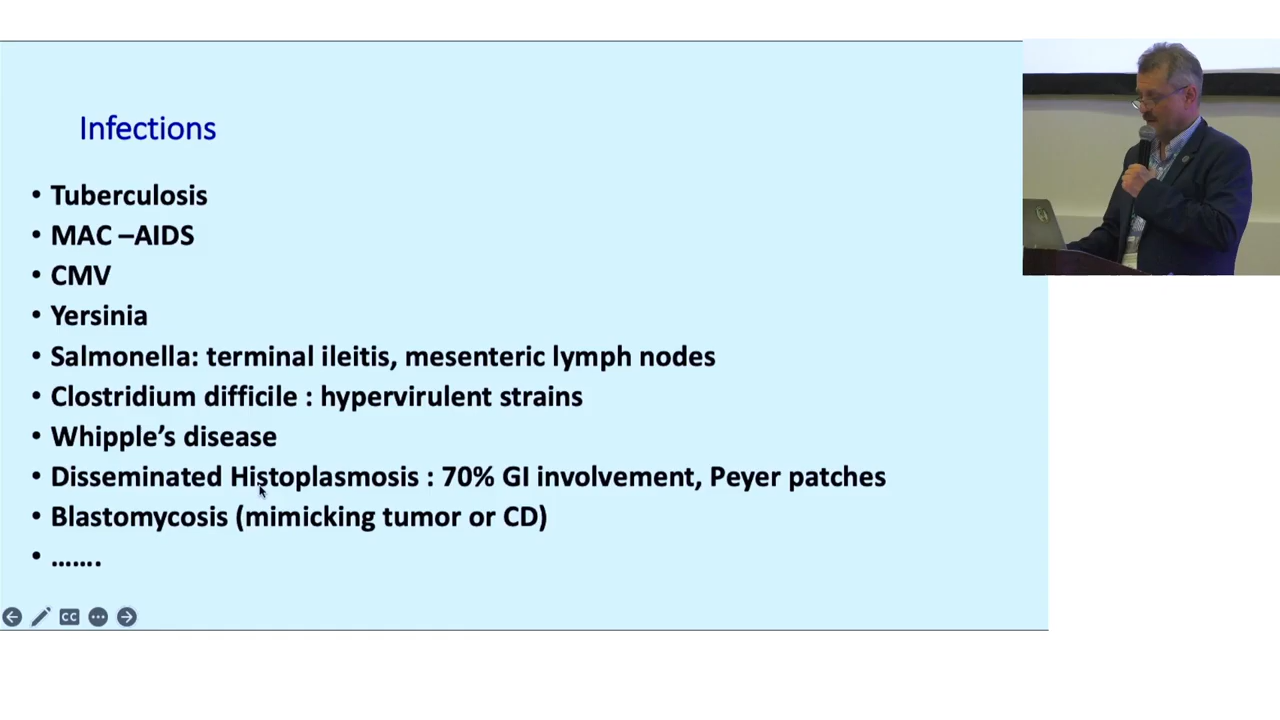 Infections
• Tuberculosis
• MAC –AIDS
• CMV
• Yersinia
• Salmonella: terminal ileitis, mesenteric lymph nodes
• Clostridium difficile : hypervirulent strains
• Whipple’s disease
• Disseminated Histoplasmosis : 70% GI involvement, Peyer patches
• Blastomycosis (mimicking tumor or CD)
• …….
CC